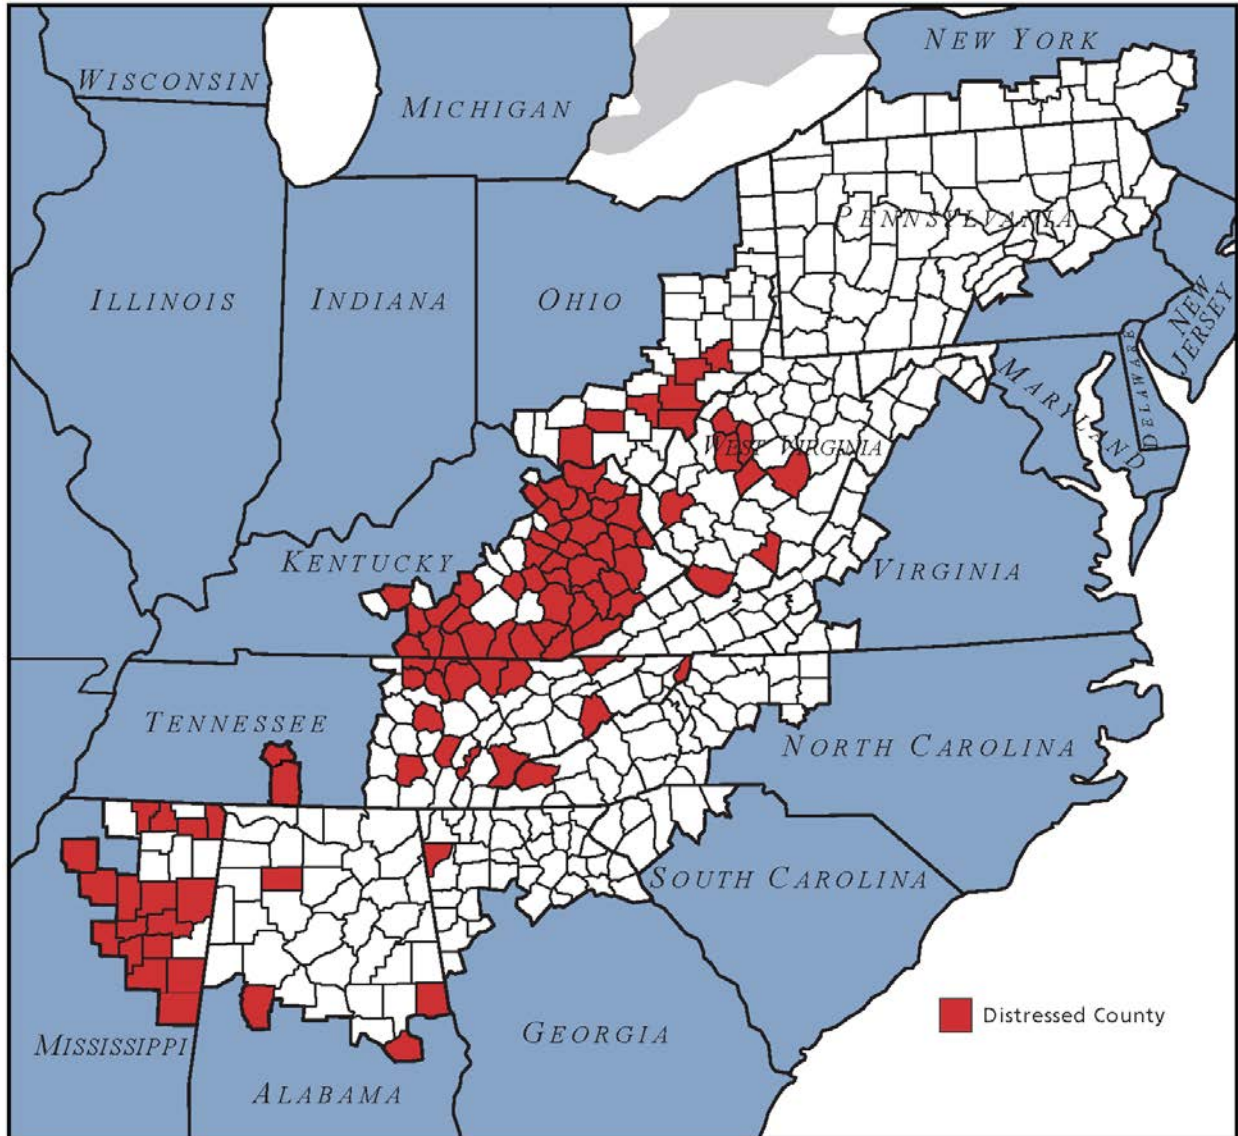 NEW YORK
WISCONSIN
MICHIGAN
PENNSYLVANIA
ILLINOIS
INDIANA
OHIO
NEW
JERSEY
DELAWARE
MARYLAND
WEST VIRGINIA
KENTUCKY
VIRGINIA
TENNESSEE
NORTH CAROLINA
SOUTH CAROLINA
Distressed County
GEORGIA
MISSISSIPPI
ALABAMA